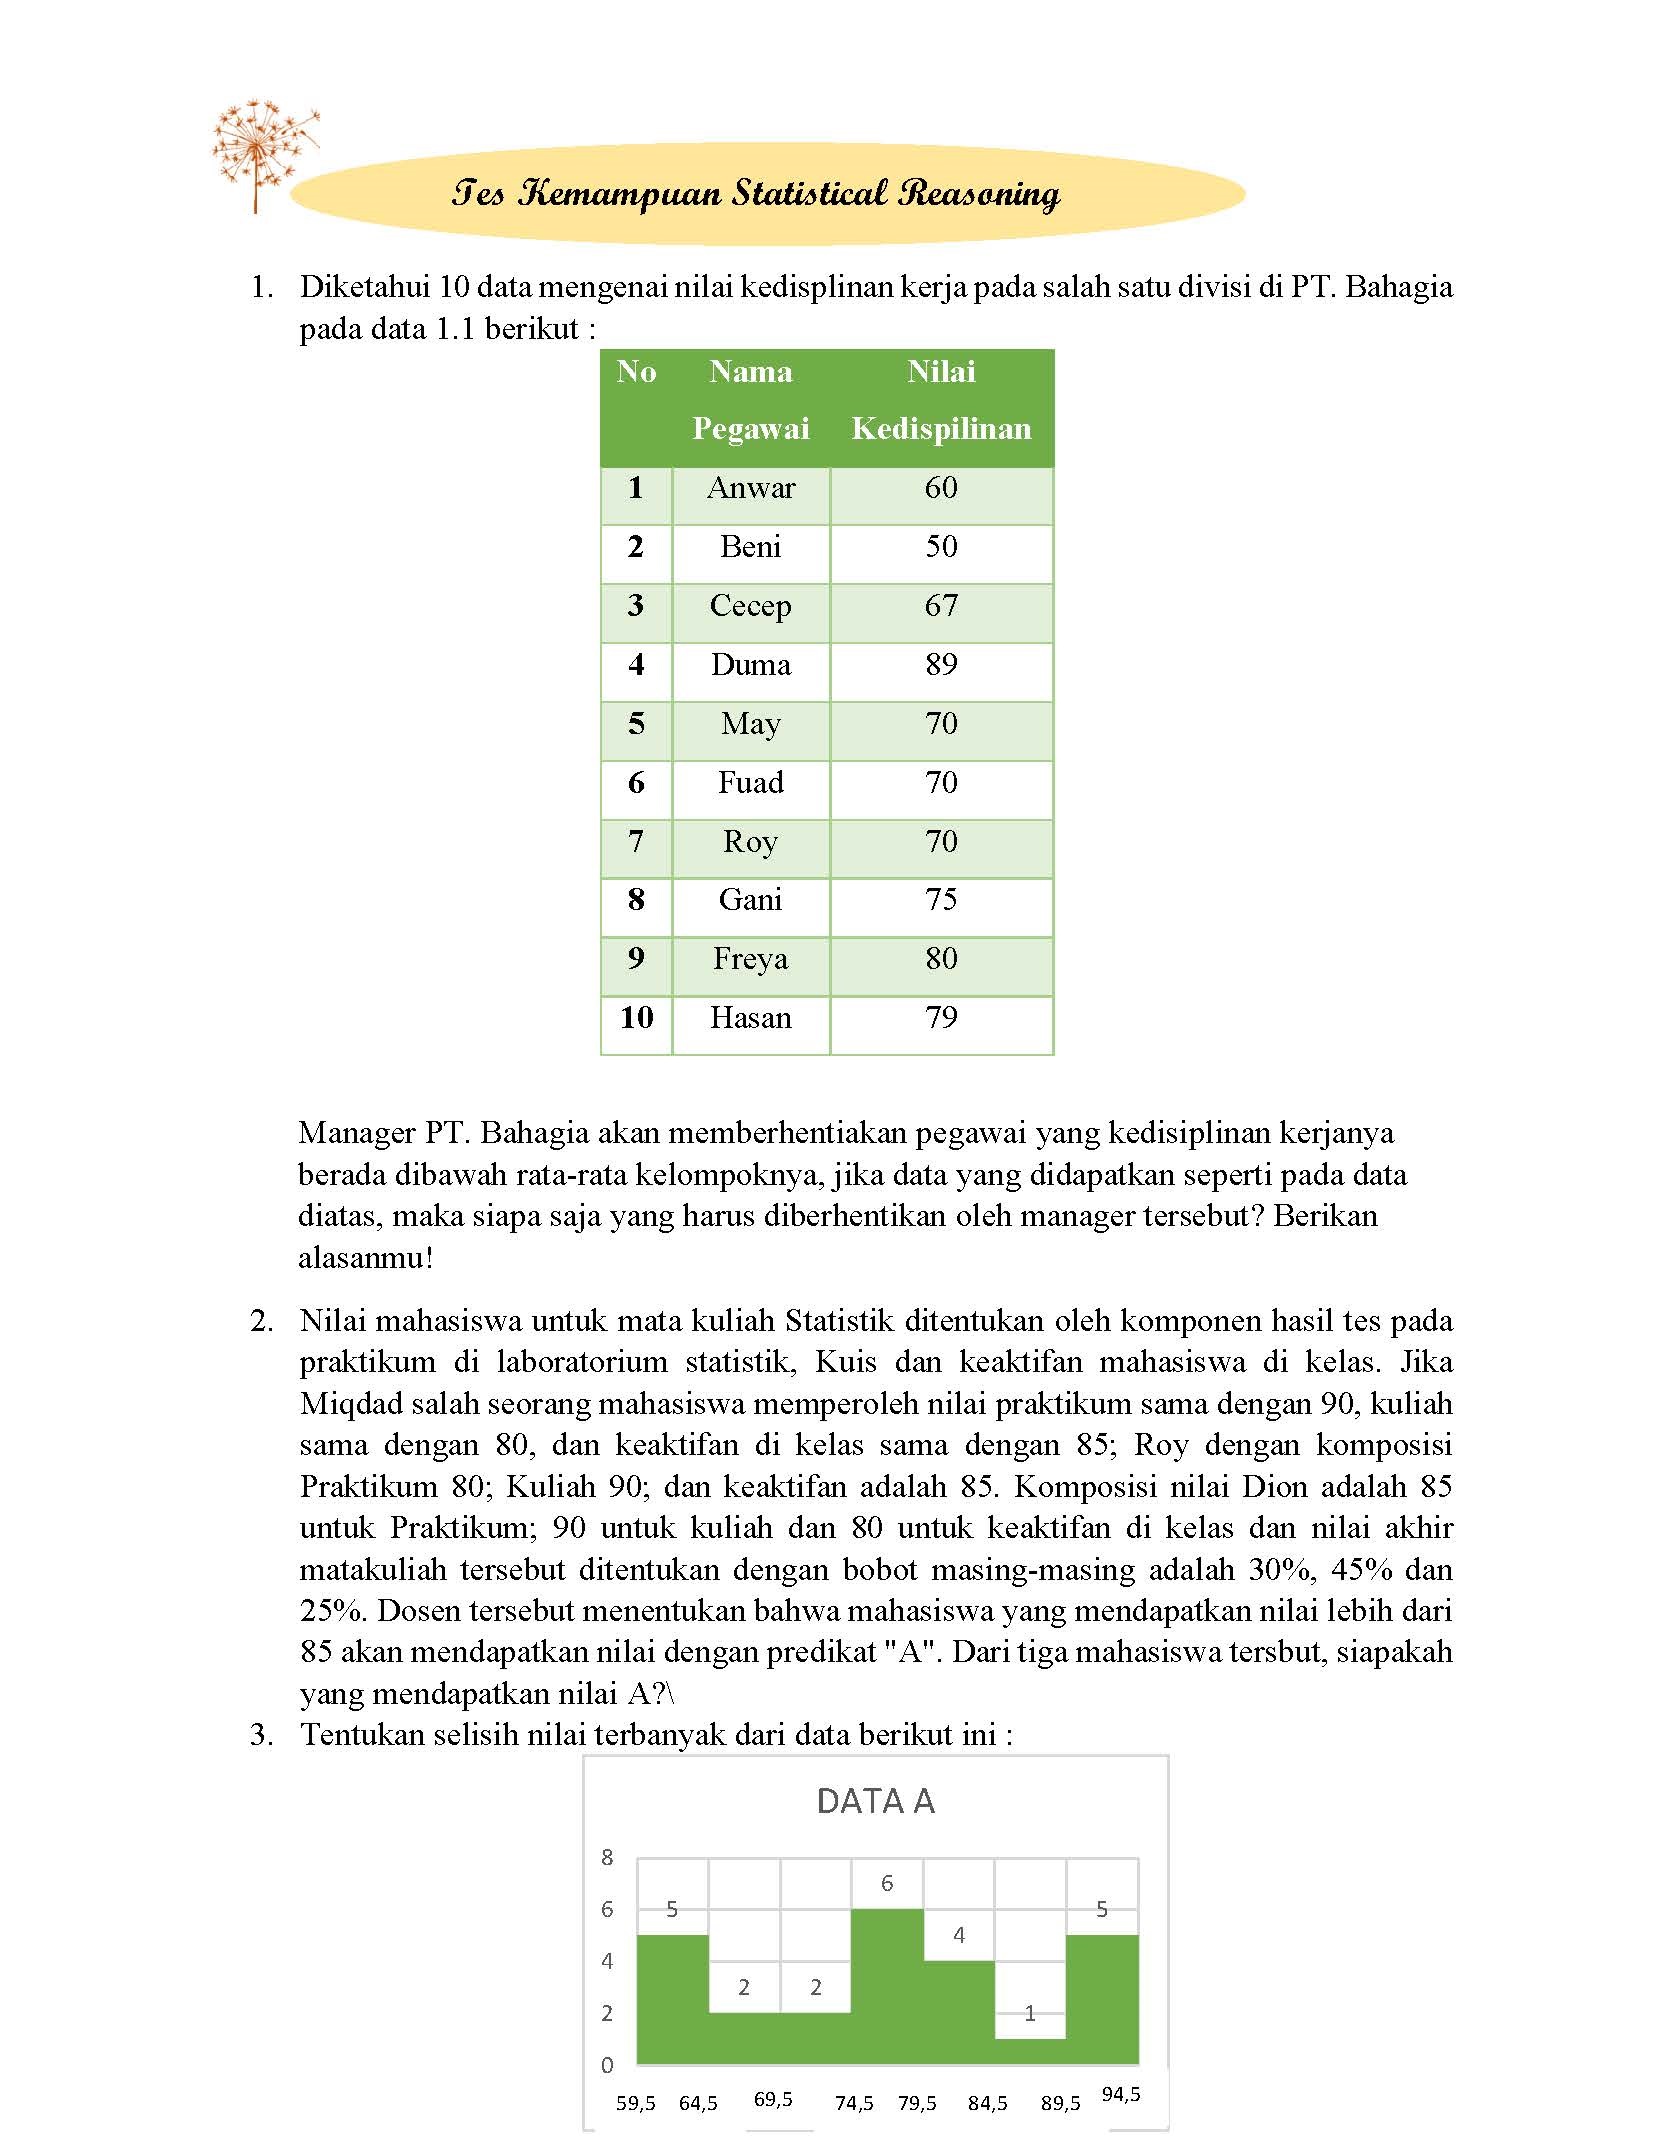 Tes Kemampuan Statistical Reasoning
1. Diketahui 10 data mengenai nilai kedisplinan kerja pada salah satu divisi di PT. Bahagia
pada data 1.1 berikut :
No Nama Nilai
Pegawai Kedispilinan
1 Anwar 60
2 Beni 50
3 Cecep 67
4 Duma 89
5 May 70
6 Fuad 70
7 Roy 70
8 Gani 75
9 Freya 80
10 Hasan 79
Manager PT. Bahagia akan memberhentiakan pegawai yang kedisiplinan kerjanya
berada dibawah rata-rata kelompoknya, jika data yang didapatkan seperti pada data
diatas, maka siapa saja yang harus diberhentikan oleh manager tersebut? Berikan
alasanmu!
2. Nilai mahasiswa untuk mata kuliah Statistik ditentukan oleh komponen hasil tes pada
praktikum di laboratorium statistik, Kuis dan keaktifan mahasiswa di kelas. Jika
Miqdad salah seorang mahasiswa memperoleh nilai praktikum sama dengan 90, kuliah
sama dengan 80, dan keaktifan di kelas sama dengan 85; Roy dengan komposisi
Praktikum 80; Kuliah 90; dan keaktifan adalah 85. Komposisi nilai Dion adalah 85
untuk Praktikum; 90 untuk kuliah dan 80 untuk keaktifan di kelas dan nilai akhir
matakuliah tersebut ditentukan dengan bobot masing-masing adalah 30%, 45% dan
25%. Dosen tersebut menentukan bahwa mahasiswa yang mendapatkan nilai lebih dari
85 akan mendapatkan nilai dengan predikat "A". Dari tiga mahasiswa tersbut, siapakah
yang mendapatkan nilai A?\
3. Tentukan selisih nilai terbanyak dari data berikut ini :
DATA A
8
6
4
2
0
5 2 2 6 4 1 5
59,5 64,5 69,5 74,5 79,5 84,5 89,5 94,5